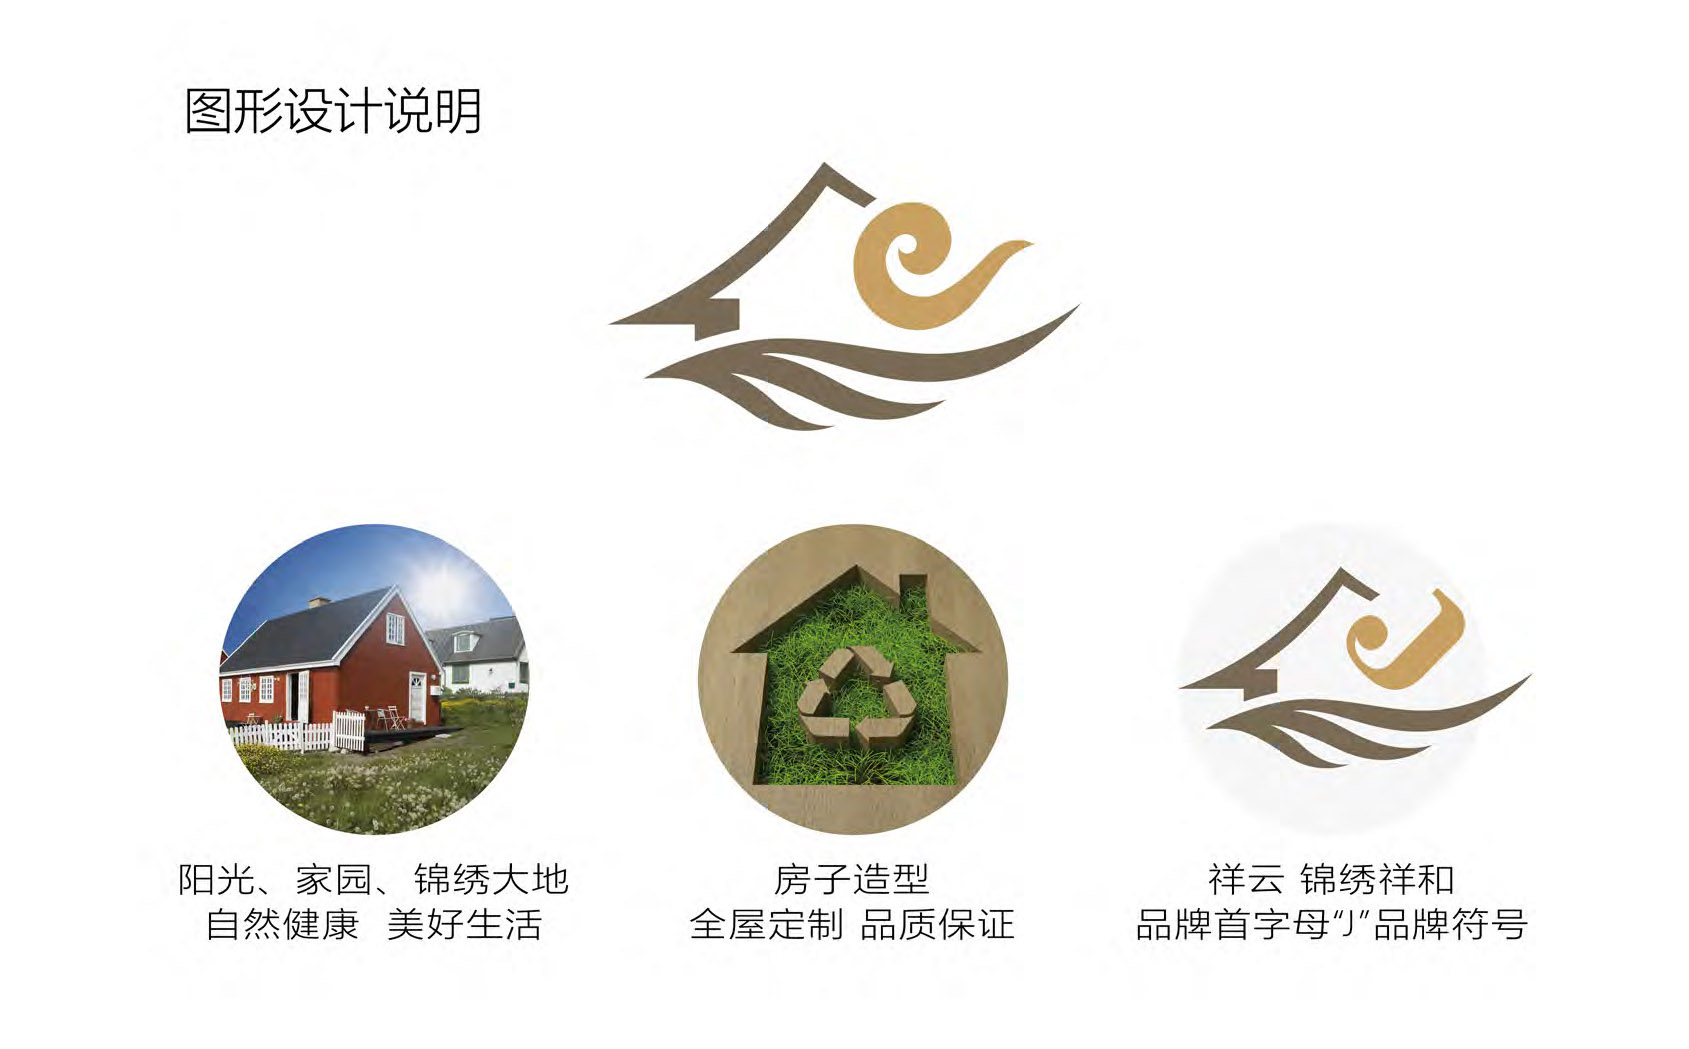 图形设计说明
阳光、家园、锦绣大地
自然健康 美好生活
房子造型
全屋定制 品质保证
祥云 锦绣祥和
品牌首字母“J”品牌符号